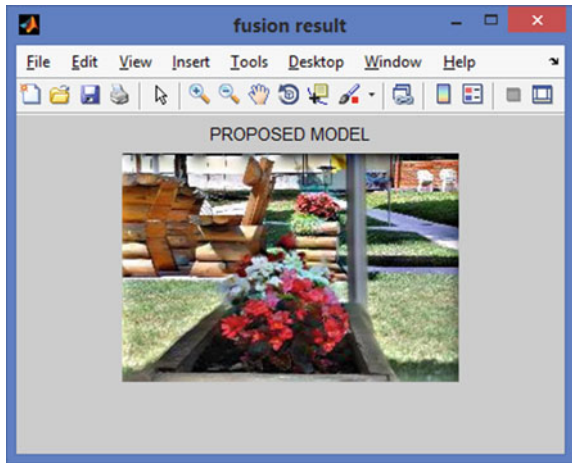 fusion result
File Edit View Insert Tools Desktop Window Help
PROPOSED MODEL